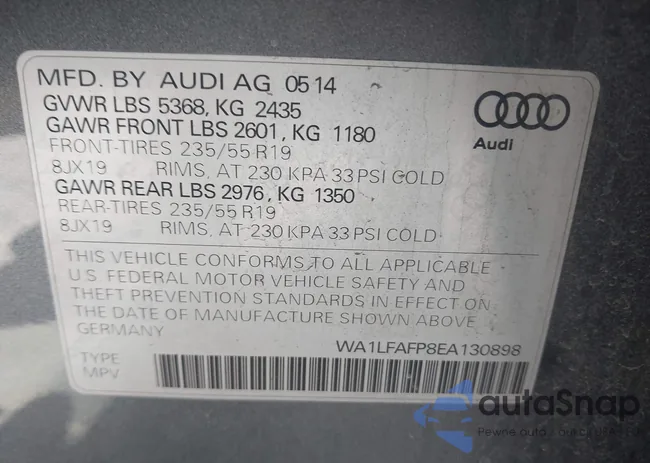 MFD. BY AUDI AG 05 14
GVWR LBS 5368, KG 2435
GAWR FRONT LBS 2601, KG 1180
FRONT-TIRES 235/55 R19
8JX19 RIMS, AT 230 KPA 33 PSI COLD
GAWR REAR LBS 2976, KG 1350
REAR-TIRES 235/55 R19
8JX19 RIMS, AT 230 KPA 33 PSI COLD
Audi
THIS VEHICLE CONFORMS TO ALL APPLICABLE
U.S. FEDERAL MOTOR VEHICLE SAFETY AND
THEFT PREVENTION STANDARDS IN EFFECT ON
THE DATE OF MANUFACTURE SHOWN ABOVE
GERMANY
WA1LFAFP8EA130898
TYPE
MPV
autoSnap
Pewne auto